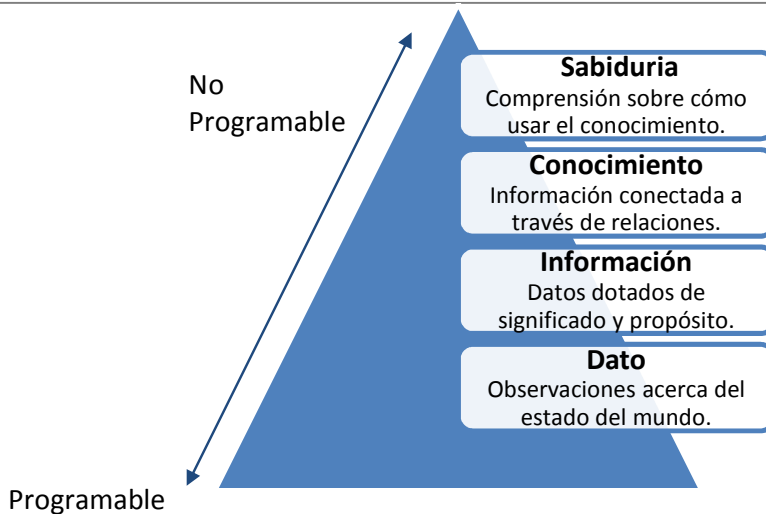 No
Programable
Sabiduria
Comprensión sobre cómo
usar el conocimiento.
Conocimiento
Información conectada a
través de relaciones.
Información
Datos dotados de
significado y propósito.
Dato
Observaciones acerca del
estado del mundo.
Programable